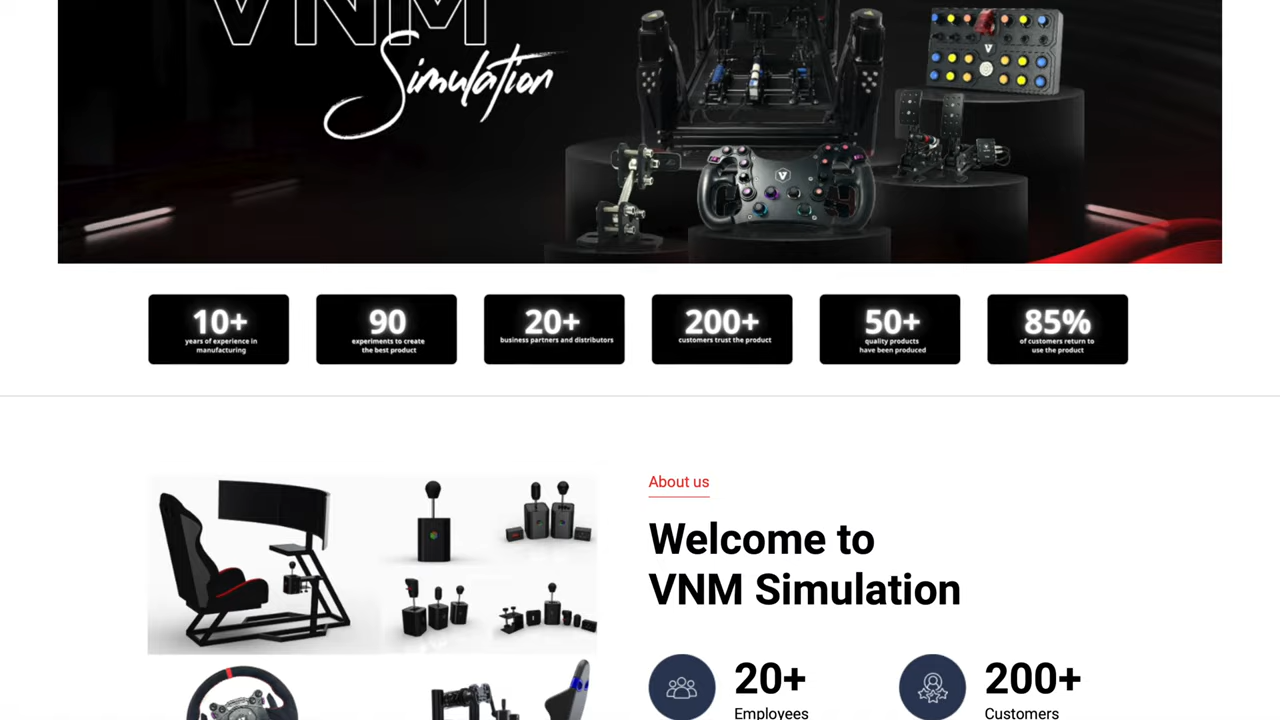 VNM
Simulation
10+
years of experience in
manufacturing
90
experiments to create
the best product
20+
business partners and distributors
200+
customers trust the product
50+
quality products
have been produced
85%
of customers return to
use the product
About us
Welcome to
VNM Simulation
20+
Employees
200+
Customers